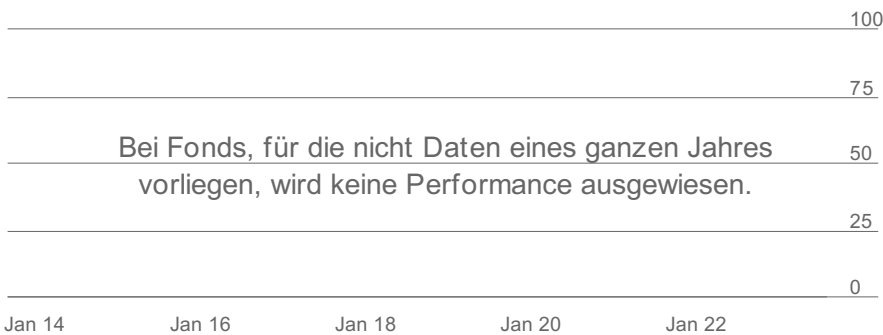 100
75
Bei Fonds, für die nicht Daten eines ganzen Jahres
50
vorliegen, wird keine Performance ausgewiesen.
25
0
Jan 14 Jan 16 Jan 18 Jan 20 Jan 22